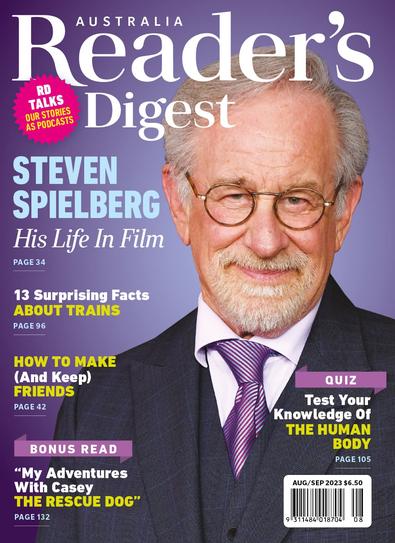 AUSTRALIA
Reader's
Digest
RD
TALKS
OUR STORIES
AS PODCASTS
STEVEN
SPIELBERG
His Life In Film
PAGE 34
13 Surprising Facts
ABOUT TRAINS
PAGE 96
HOW TO MAKE
(And Keep)
FRIENDS
PAGE 42
BONUS READ
“My Adventures
With Casey
THE RESCUE DOG”
PAGE 132
QUIZ
Test Your
Knowledge Of
THE HUMAN
BODY
PAGE 105
AUG/SEP 2023 $6.50
9 311484 018704 08